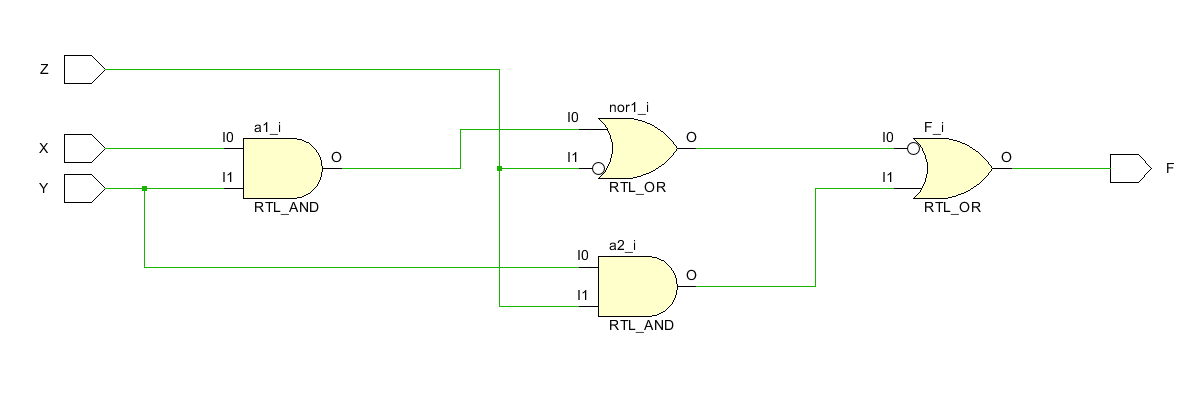 Z
X
Y
I0
a1_i
O
I1
RTL_AND
nor1_i
I0
O
I1
RTL_OR
a2_i
I0
O
I1
RTL_AND
F_i
I0
O
I1
RTL_OR
F